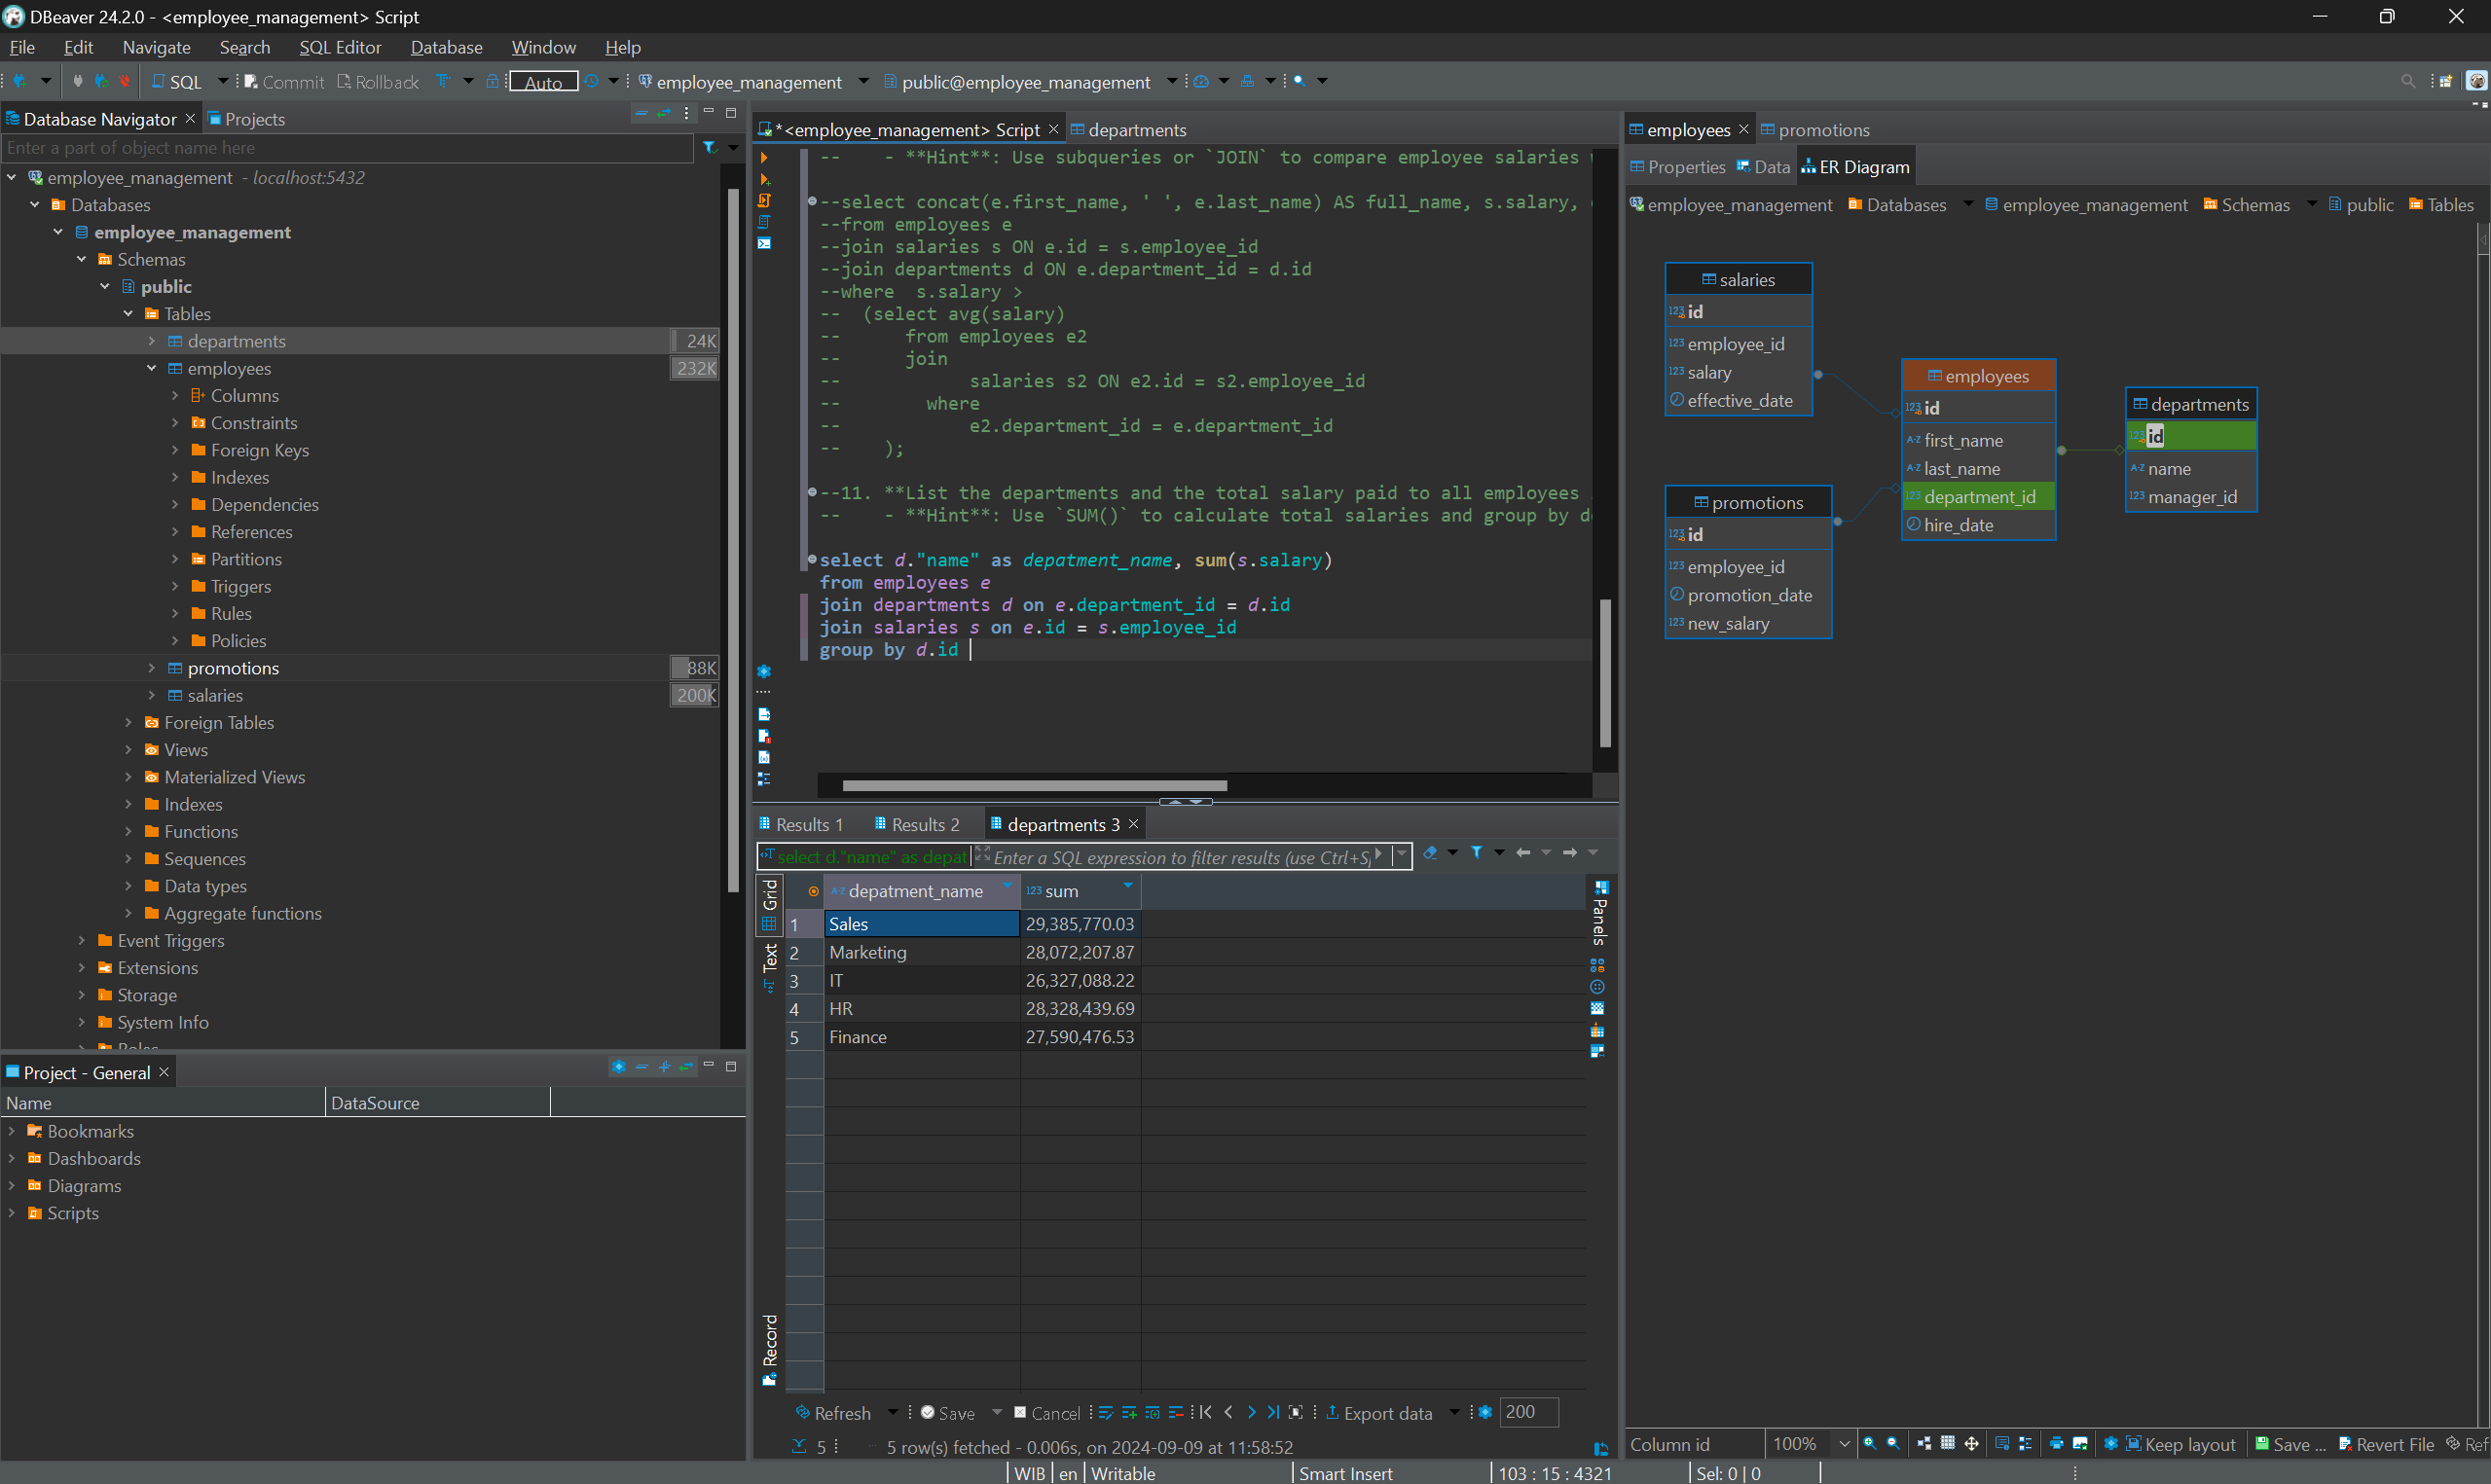 DBeaver 24.2.0 - <employee_management> Script
File Edit Navigate Search SQL Editor Database Window Help
SQL Commit Rollback Auto employee_management public@employee_management
Database Navigator Projects
Enter a part of object name here
employee_management - localhost:5432
Databases
employee_management
Schemas
public
Tables
departments 24K
employees 232K
Columns
Constraints
Foreign Keys
Indexes
Dependencies
References
Partitions
Triggers
Rules
Policies
promotions 88K
salaries 200K
Foreign Tables
Views
Materialized Views
Indexes
Functions
Sequences
Data types
Aggregate functions
Event Triggers
Extensions
Storage
System Info
Project - General
Name DataSource
Bookmarks
Dashboards
Diagrams
Scripts
*<employee_management> Script departments
-- - **Hint**: Use subqueries or `JOIN` to compare employee salaries
--select concat(e.first_name, ' ', e.last_name) AS full_name, s.salary,
--from employees e
--join salaries s ON e.id = s.employee_id
--join departments d ON e.department_id = d.id
--where s.salary >
-- (select avg(salary)
-- from employees e2
-- join
-- salaries s2 ON e2.id = s2.employee_id
-- where
-- e2.department_id = e.department_id
-- );
--11. **List the departments and the total salary paid to all employees
-- - **Hint**: Use `SUM()` to calculate total salaries and group by
select d."name" as depatment_name, sum(s.salary)
from employees e
join departments d on e.department_id = d.id
join salaries s on e.id = s.employee_id
group by d.id
Results 1 Results 2 departments 3
select d."name" as depat Enter a SQL expression to filter results (use Ctrl+S
Grid
Text
Record
Panels
A-Z depatment_name 123 sum
1 Sales 29,385,770.03
2 Marketing 28,072,207.87
3 IT 26,327,088.22
4 HR 28,328,439.69
5 Finance 27,590,476.53
Refresh Save Cancel Export data 200
5 5 row(s) fetched - 0.006s, on 2024-09-09 at 11:58:52
employees promotions
Properties Data ER Diagram
employee_management Databases employee_management Schemas public Tables
salaries
123 id
123 employee_id
123 salary
effective_date
promotions
123 id
123 employee_id
promotion_date
123 new_salary
employees
123 id
A-Z first_name
A-Z last_name
123 department_id
hire_date
departments
123 id
A-Z name
123 manager_id
Column id 100% Keep layout Save ... Revert File Ref
WIB en Writable Smart Insert 103 : 15 : 4321 Sel: 0 | 0